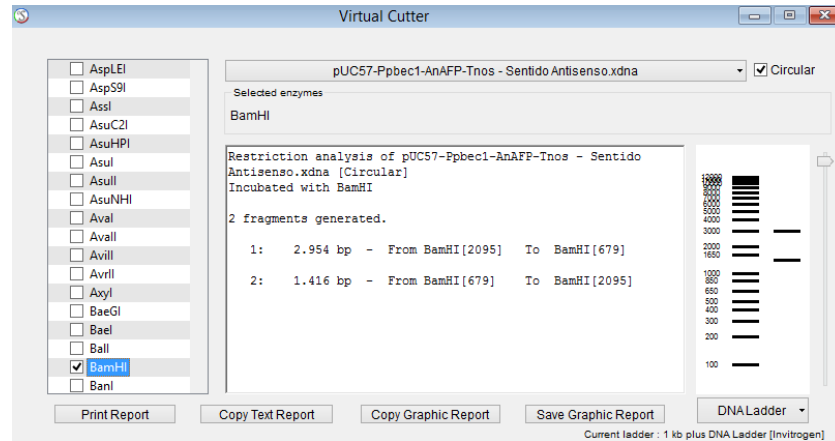 Virtual Cutter
AspLEI
AspS9I
AssI
AsuC2I
AsuHPI
AsuI
AsuII
AsuNHI
AvaI
AvaII
AviII
AvrII
AxyI
BaeGI
BaeI
BalI
BamHI
BanI
pUC57-Ppbec1-AnAFP-Tnos - Sentido Antisenso.xdna
Circular
Selected enzymes
BamHI
Restriction analysis of pUC57-Ppbec1-AnAFP-Tnos - Sentido
Antisenso.xdna [Circular]
Incubated with BamHI
2 fragments generated.
1: 2.954 bp - From BamHI[2095] To BamHI[679]
2: 1.416 bp - From BamHI[679] To BamHI[2095]
5000
4000
3000
2000
1650
1000
850
650
500
400
300
200
100
Print Report
Copy Text Report
Copy Graphic Report
Save Graphic Report
DNALadder
Current ladder : 1 kb plus DNA Ladder [Invitrogen]